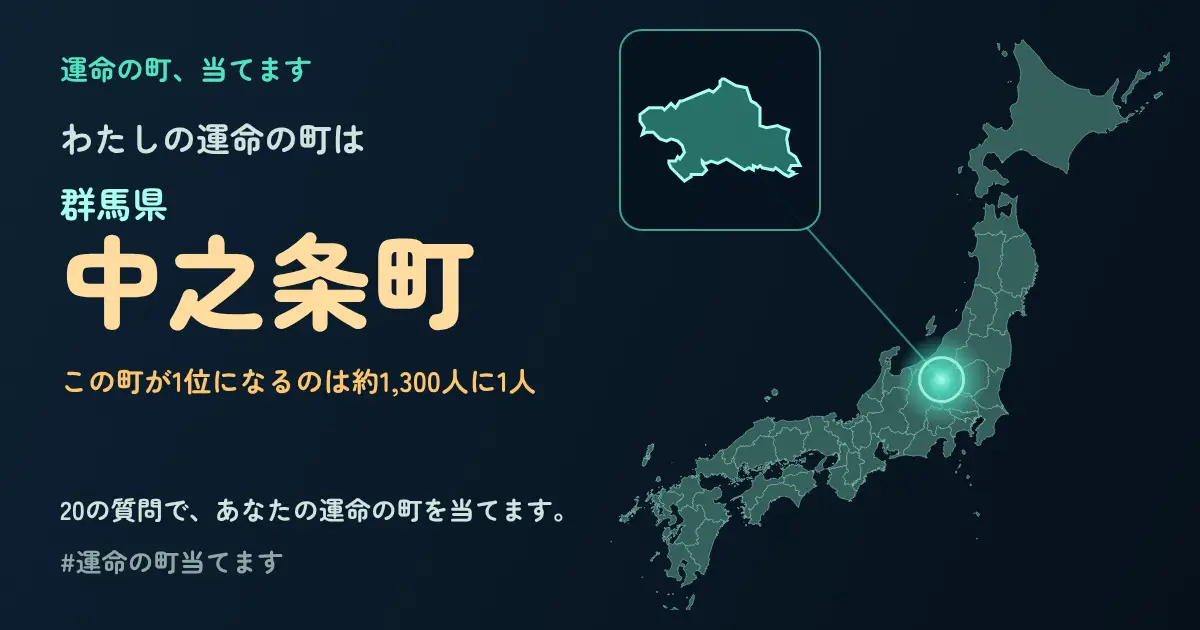 運命の町、当てます
わたしの運命の町は
群馬県
中之条町
この町が1位になるのは約1,300人に1人
20の質問で、あなたの運命の町を当てます。
#運命の町当てます